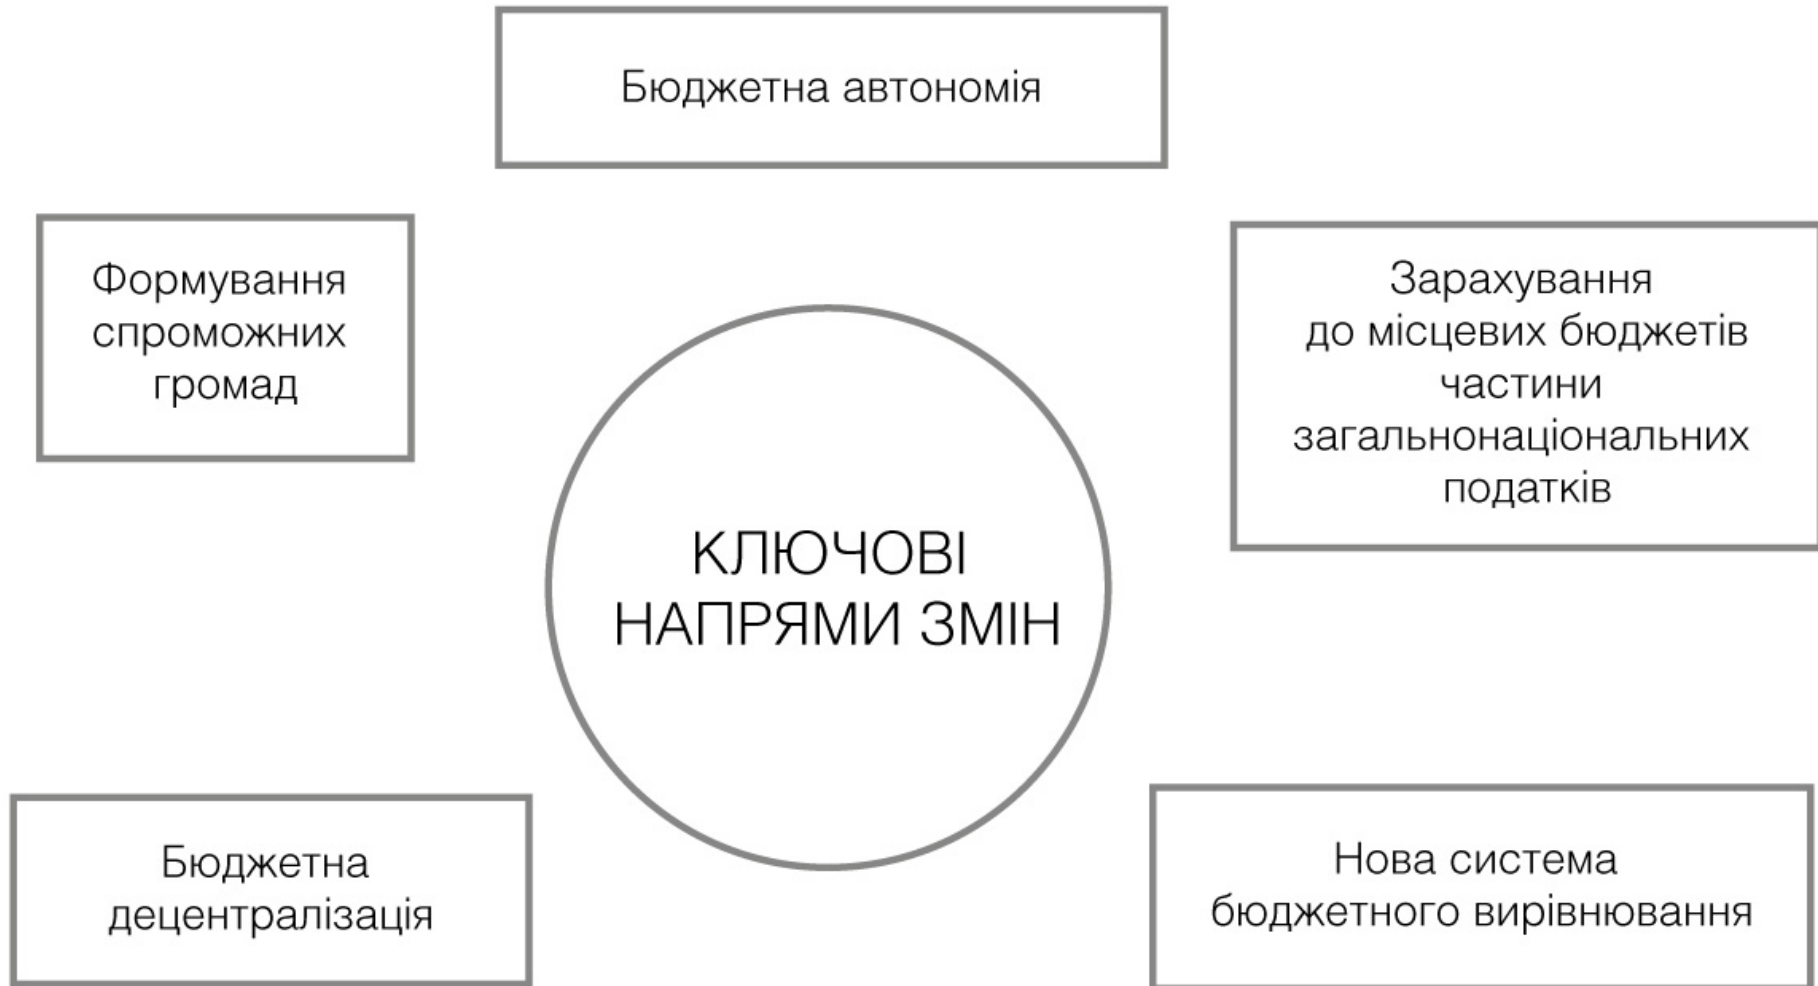 Бюджетна автономія
Формування
спроможних
громад
Зарахування
до місцевих бюджетів
частини
загальнонаціональних
податків
КЛЮЧОВІ
НАПРЯМИ ЗМІН
Бюджетна
децентралізація
Нова система
бюджетного вирівнювання